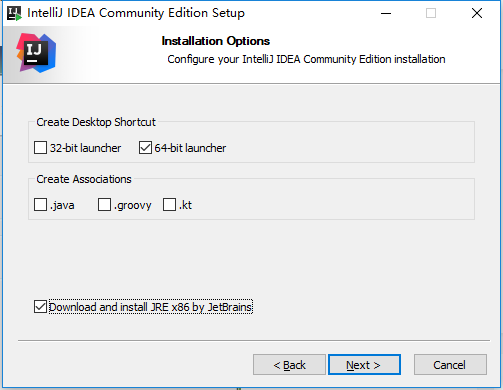 IntelliJ IDEA Community Edition Setup
IJ
Installation Options
Configure your IntelliJ IDEA Community Edition installation
Create Desktop Shortcut
32-bit launcher 64-bit launcher
Create Associations
.java .groovy .kt
Download and install JRE x86 by JetBrains
< Back Next > Cancel